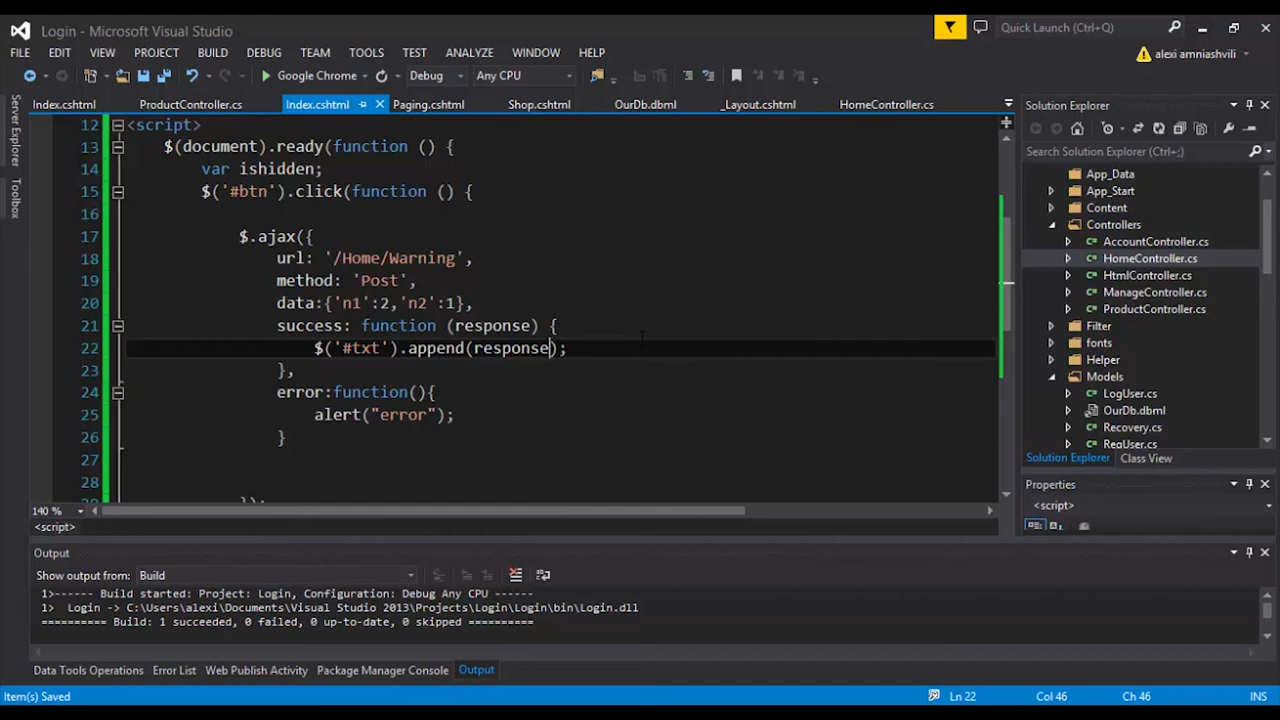 Login - Microsoft Visual Studio
Quick Launch (Ctrl+Q)
FILE EDIT VIEW PROJECT BUILD DEBUG TEAM TOOLS TEST ANALYZE WINDOW HELP
alexi amniashvili
Google Chrome Debug Any CPU
Index.cshtml ProductController.cs Index.cshtml Paging.cshtml Shop.cshtml OurDb.dbml _Layout.cshtml HomeController.cs
Server Explorer
Toolbox
12 <script>
13 $(document).ready(function () {
14 var ishidden;
15 $('#btn').click(function () {
16
17 $.ajax({
18 url: '/Home/Warning',
19 method: 'Post',
20 data:{'n1':2,'n2':1},
21 success: function (response) {
22 $('#txt').append(response);
23 },
24 error:function(){
25 alert("error");
26 }
27
28
});
140 %
<script>
Solution Explorer
Search Solution Explorer (Ctrl+;)
App_Data
App_Start
Content
Controllers
AccountController.cs
HomeController.cs
HtmlController.cs
ManageController.cs
ProductController.cs
Filter
fonts
Helper
Models
LogUser.cs
OurDb.dbml
Recovery.cs
RegUser.cs
Solution Explorer Class View
Properties
<script>
Output
Show output from: Build
1>------ Build started: Project: Login, Configuration: Debug Any CPU ------
1> Login -> C:\Users\alexi\Documents\Visual Studio 2013\Projects\Login\Login\bin\Login.dll
========== Build: 1 succeeded, 0 failed, 0 up-to-date, 0 skipped ==========
Data Tools Operations Error List Web Publish Activity Package Manager Console Output
Item(s) Saved Ln 22 Col 46 Ch 46 INS